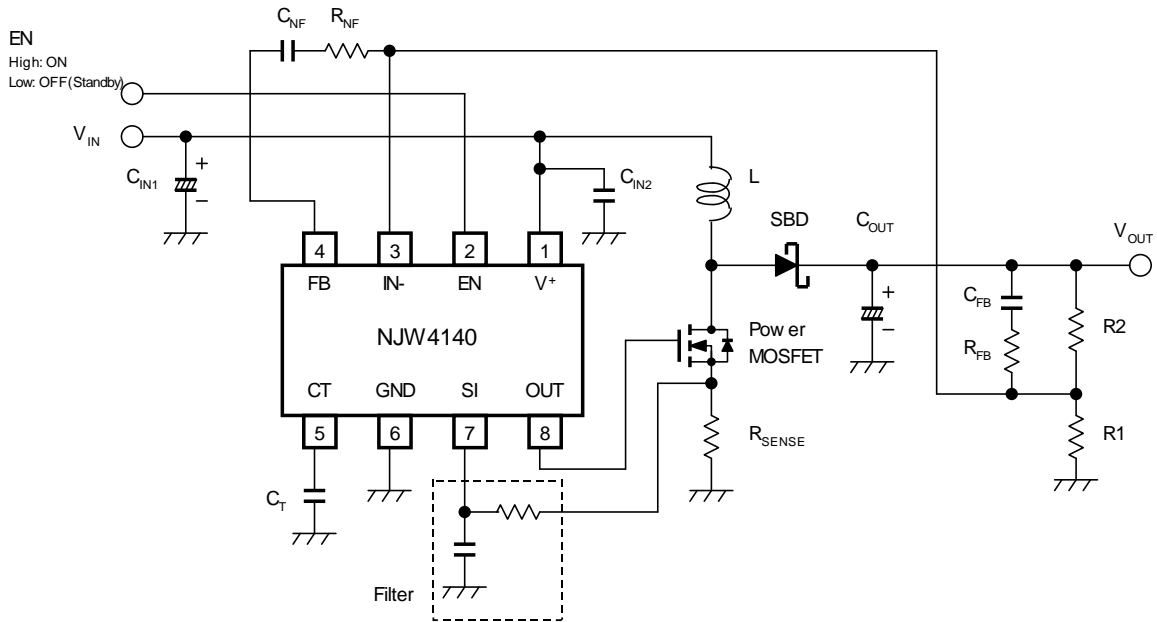 C_NF R_NF
EN
High: ON
Low: OFF(Standby)
V_IN
C_IN1
+
−
C_IN2
L
SBD
C_OUT
V_OUT
4 3 2 1
FB IN- EN V⁺
+
−
C_FB
R2
NJW4140
Power
MOSFET
R_FB
CT GND SI OUT
5 6 7 8
R_SENSE
R1
C_T
Filter